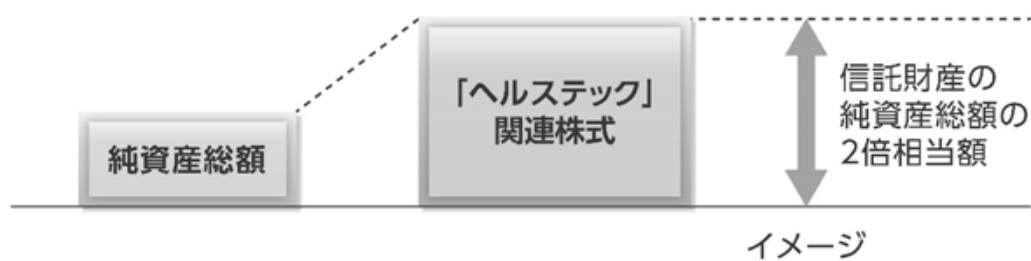 純資産総額
「ヘルステック」
関連株式
信託財産の
純資産総額の
2倍相当額
イメージ